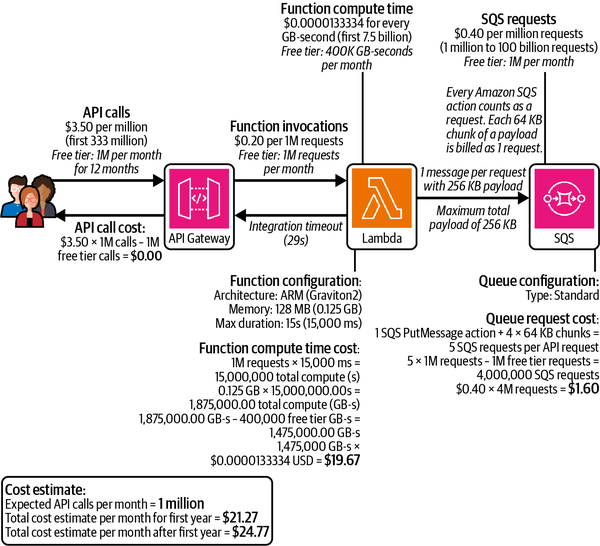 Function compute time
$0.0000133334 for every
GB-second (first 7.5 billion)
Free tier: 400K GB-seconds
per month
SQS requests
$0.40 per million requests
(1 million to 100 billion requests)
Free tier: 1M per month
Every Amazon SQS
action counts as a
request. Each 64 KB
chunk of a payload
is billed as 1 request.
API calls
$3.50 per million
(first 333 million)
Free tier: 1M per month
for 12 months
Function invocations
$0.20 per 1M requests
Free tier: 1M requests
per month
1 message per request
with 256 KB payload
API call cost:
$3.50 × 1M calls – 1M
free tier calls = $0.00
API Gateway
Integration timeout
(29s)
Lambda
Maximum total
payload of 256 KB
SQS
Function configuration:
Architecture: ARM (Graviton2)
Memory: 128 MB (0.125 GB)
Max duration: 15s (15,000 ms)
Queue configuration:
Type: Standard
Function compute time cost:
1M requests × 15,000 ms =
15,000,000 total compute (s)
0.125 GB × 15,000,000.00s =
1,875,000.00 total compute (GB-s)
1,875,000.00 GB-s – 400,000 free tier GB-s =
1,475,000.00 GB-s
1,475,000 GB-s ×
$0.0000133334 USD = $19.67
Queue request cost:
1 SQS PutMessage action + 4 × 64 KB chunks =
5 SQS requests per API request
5 × 1M requests – 1M free tier requests =
4,000,000 SQS requests
$0.40 × 4M requests = $1.60
Cost estimate:
Expected API calls per month = 1 million
Total cost estimate per month for first year = $21.27
Total cost estimate per month after first year = $24.77